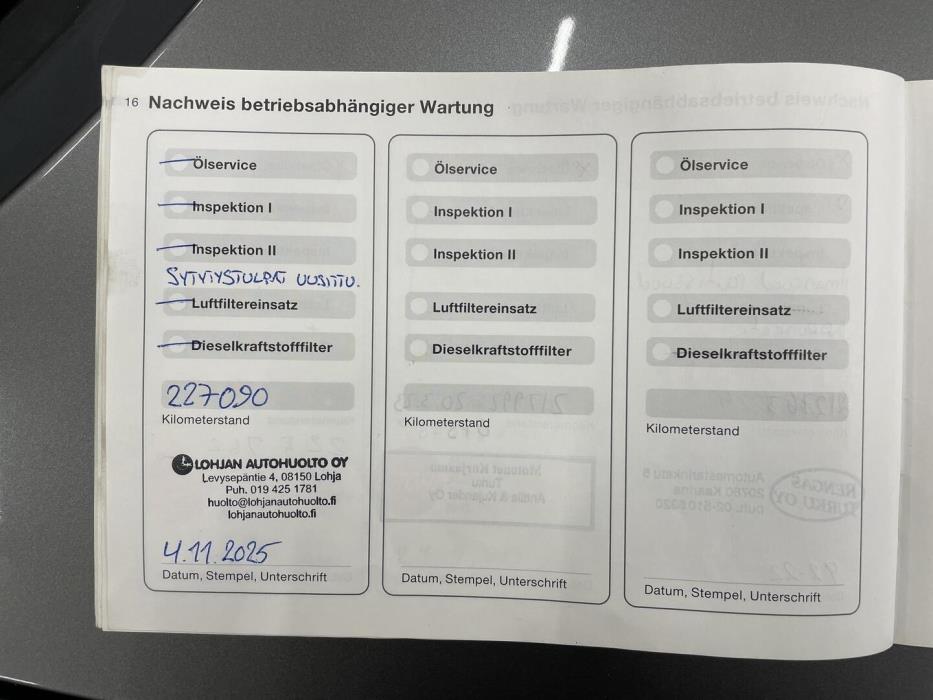 16 Nachweis betriebsabhängiger Wartung
Ölservice
Inspektion I
Inspektion II
SYTYTYSTULPAT UUSITTU.
Luftfiltereinsatz
Dieselkraftstofffilter
227090
Kilometerstand
LOHJAN AUTOHUOLTO OY
Levysepäntie 4, 08150 Lohja
Puh. 019 425 1781
huolto@lohjanautohuolto.fi
lohjanautohuolto.fi
4.11.2025
Datum, Stempel, Unterschrift
Ölservice
Inspektion I
Inspektion II
Luftfiltereinsatz
Dieselkraftstofffilter
Kilometerstand
Datum, Stempel, Unterschrift
Ölservice
Inspektion I
Inspektion II
Luftfiltereinsatz
Dieselkraftstofffilter
Kilometerstand
Datum, Stempel, Unterschrift